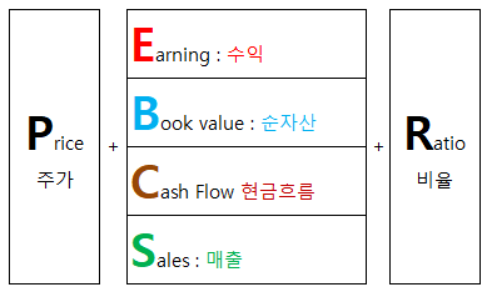 Price
주가
+
Earning : 수익
Book value : 순자산
Cash Flow 현금흐름
Sales : 매출
+
Ratio
비율